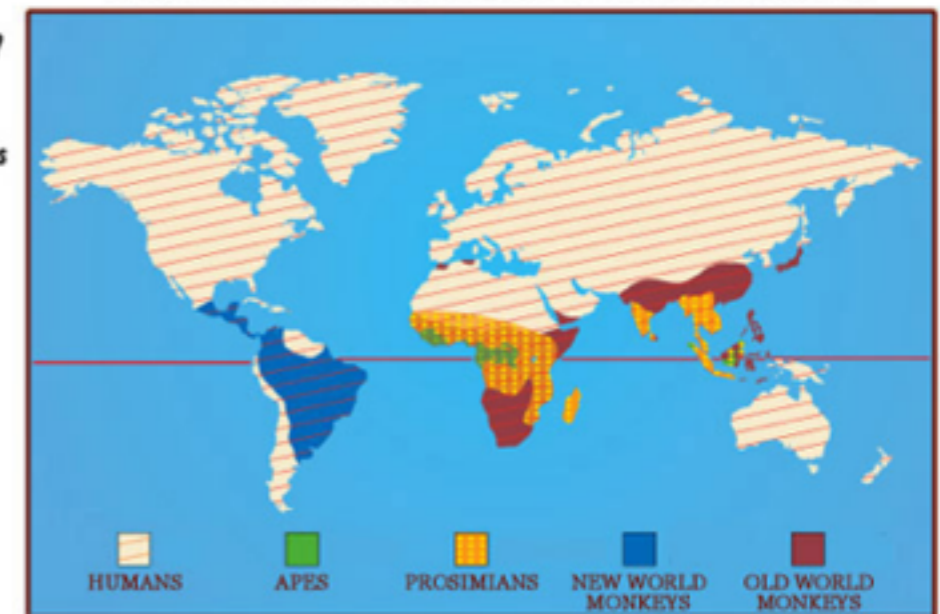 HUMANS
APES
PROSIMIANS
NEW WORLD
MONKEYS
OLD WORLD
MONKEYS